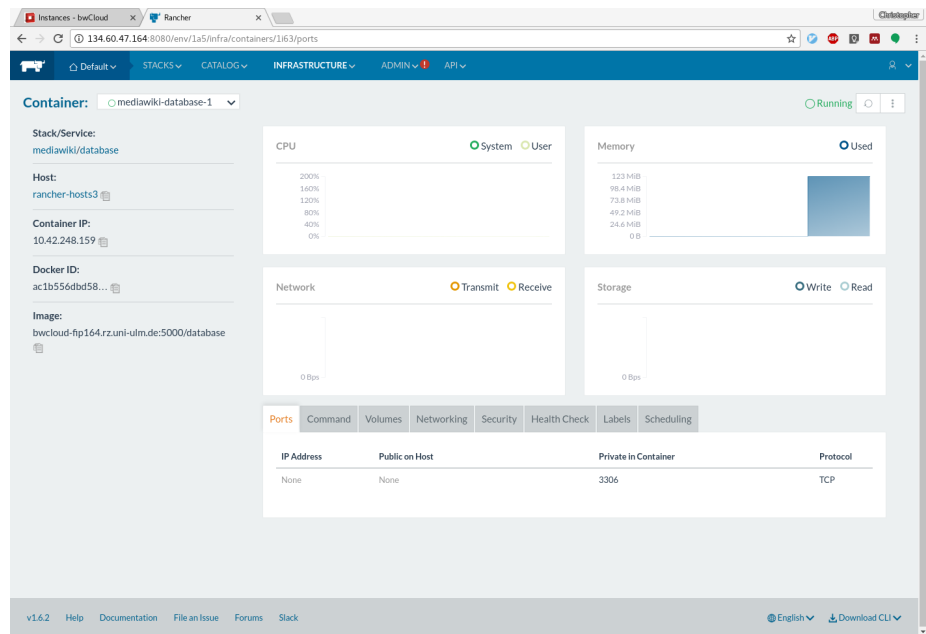 Instances - bwCloud
Rancher
Christopher
134.60.47.164:8080/env/1a5/infra/containers/1i63/ports
ABP
Default
STACKS
CATALOG
INFRASTRUCTURE
ADMIN
!
API
Container:
mediawiki-database-1
Running
Stack/Service:
mediawiki/database
Host:
rancher-hosts3
Container IP:
10.42.248.159
Docker ID:
ac1b556dbd58...
Image:
bwcloud-fip164.rz.uni-ulm.de:5000/database
CPU
System
User
200%
160%
120%
80%
40%
0%
Memory
Used
123 MiB
98.4 MiB
73.8 MiB
49.2 MiB
24.6 MiB
0 B
Network
Transmit
Receive
0 Bps
Storage
Write
Read
0 Bps
Ports
Command
Volumes
Networking
Security
Health Check
Labels
Scheduling
IP Address Public on Host Private in Container Protocol
None None 3306 TCP
v1.6.2
Help
Documentation
File an Issue
Forums
Slack
English
Download CLI